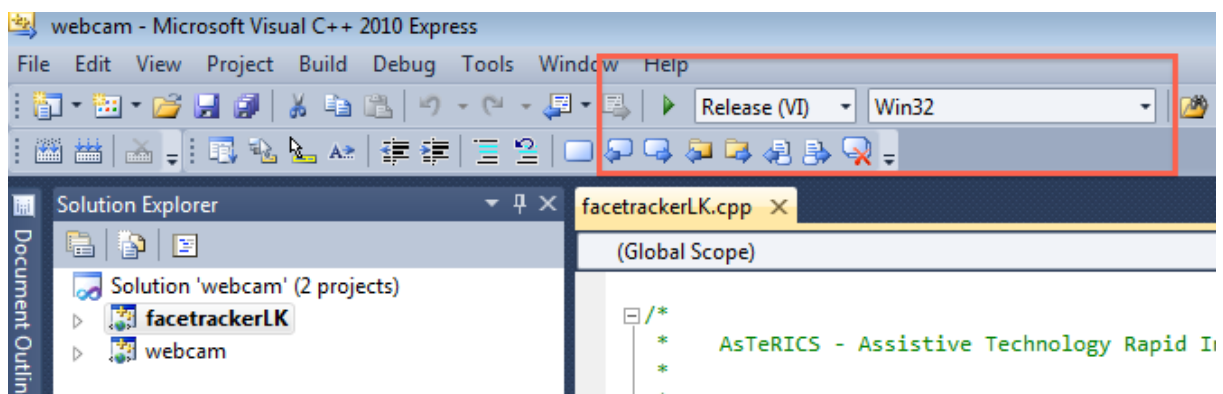 webcam - Microsoft Visual C++ 2010 Express
File Edit View Project Build Debug Tools Window Help
Release (VI) Win32
Solution Explorer
facetrackerLK.cpp
(Global Scope)
Solution 'webcam' (2 projects)
facetrackerLK
webcam
/*
* AsTeRICS - Assistive Technology Rapid
*
Document